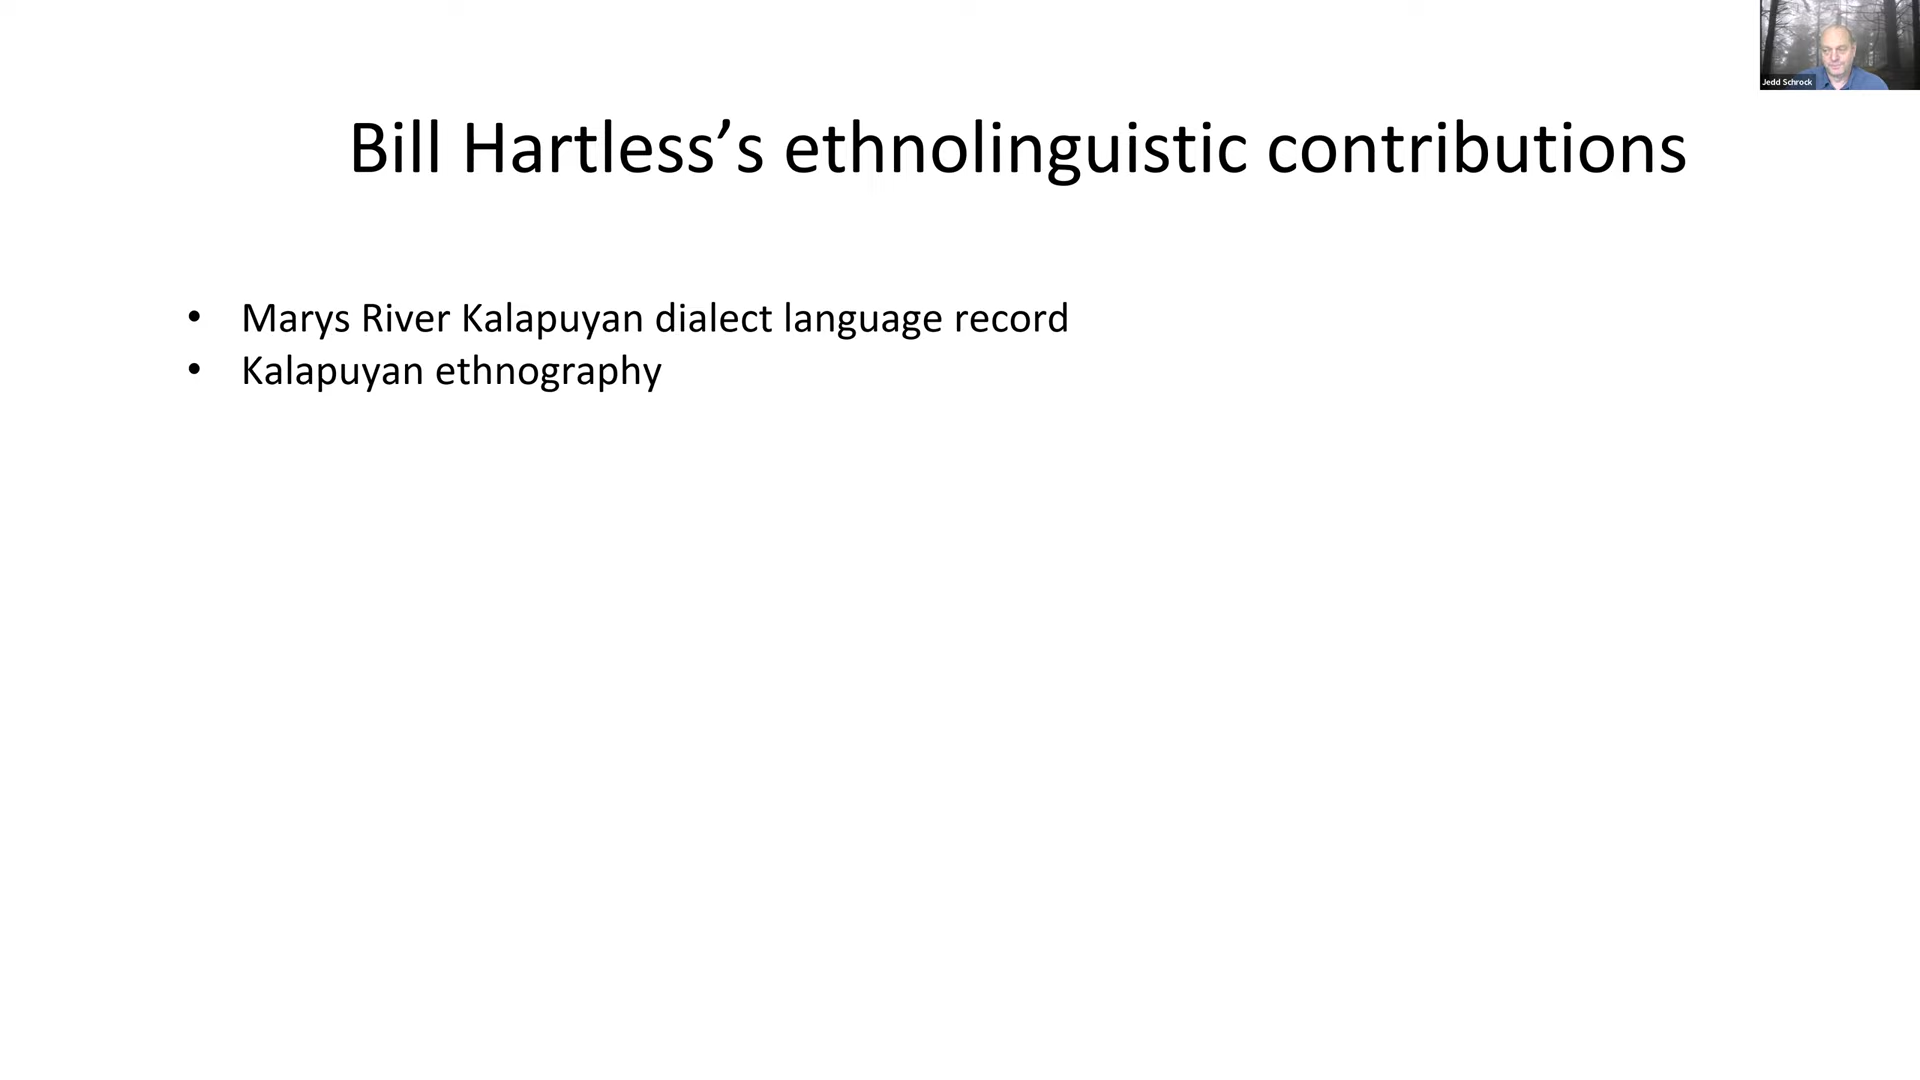 Jedd Schrock
Bill Hartless’s ethnolinguistic contributions
• Marys River Kalapuyan dialect language record
• Kalapuyan ethnography